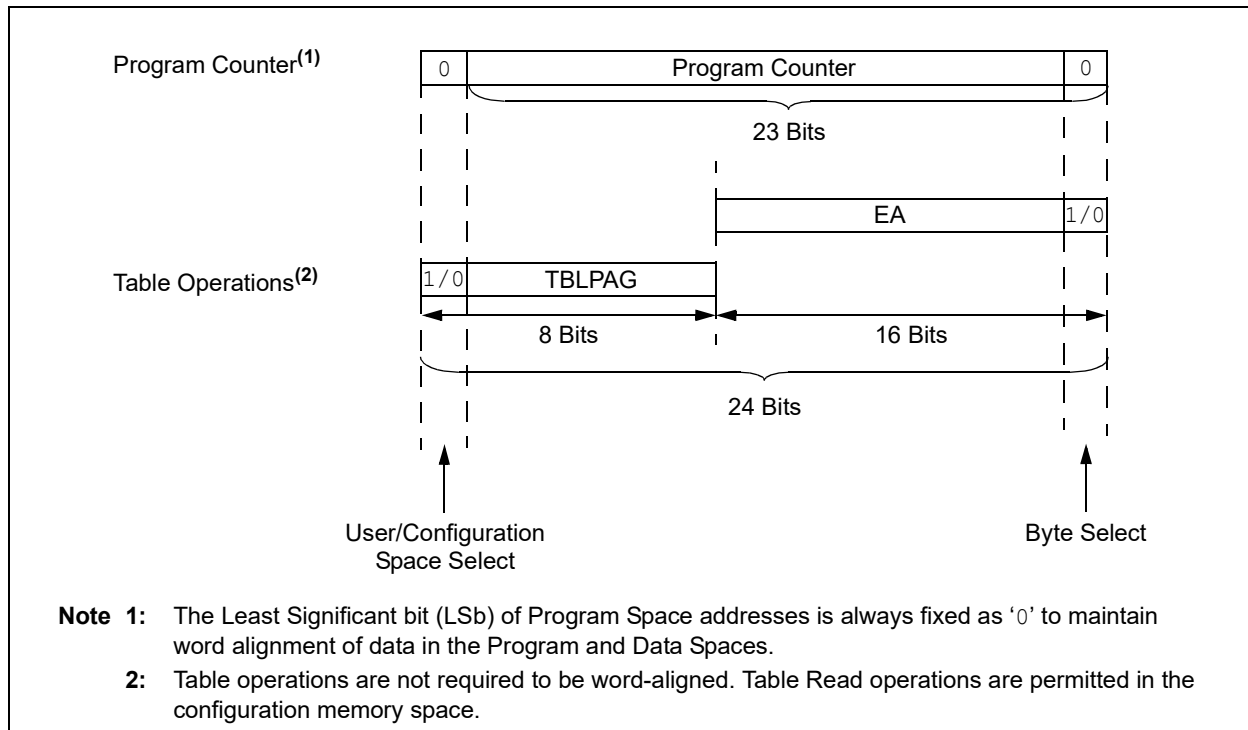 Program Counter(1)
0
Program Counter
0
23 Bits
EA
1/0
Table Operations(2)
1/0
TBLPAG
8 Bits
16 Bits
24 Bits
User/Configuration
Space Select
Byte Select
Note 1: The Least Significant bit (LSb) of Program Space addresses is always fixed as ‘0’ to maintain
word alignment of data in the Program and Data Spaces.
2: Table operations are not required to be word-aligned. Table Read operations are permitted in the
configuration memory space.